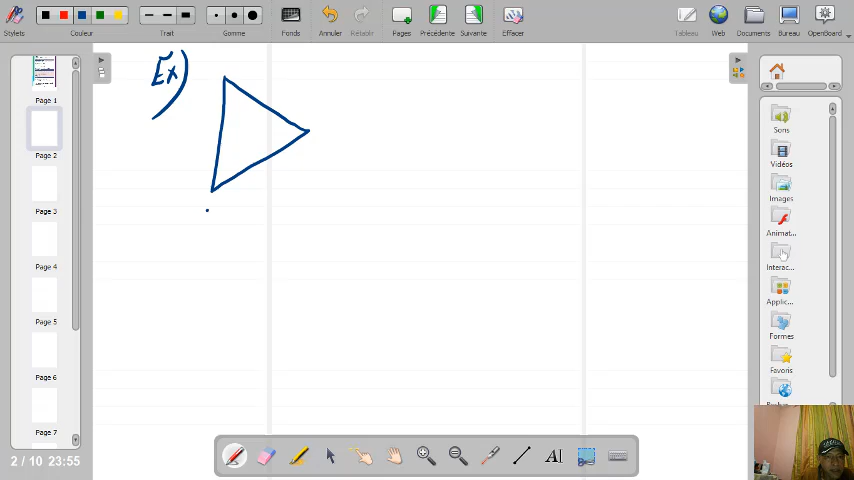 Stylets
Couleur
Trait
Gomme
Fonds
Annuler
Rétablir
Pages
Précédente
Suivante
Effacer
Tableau
Web
Documents
Bureau
OpenBoard
Page 1
Page 2
Page 3
Page 4
Page 5
Page 6
Page 7
2 / 10 23:55
Ex)
Sons
Vidéos
Images
Animat...
Interac...
Applic...
Formes
Favoris
A